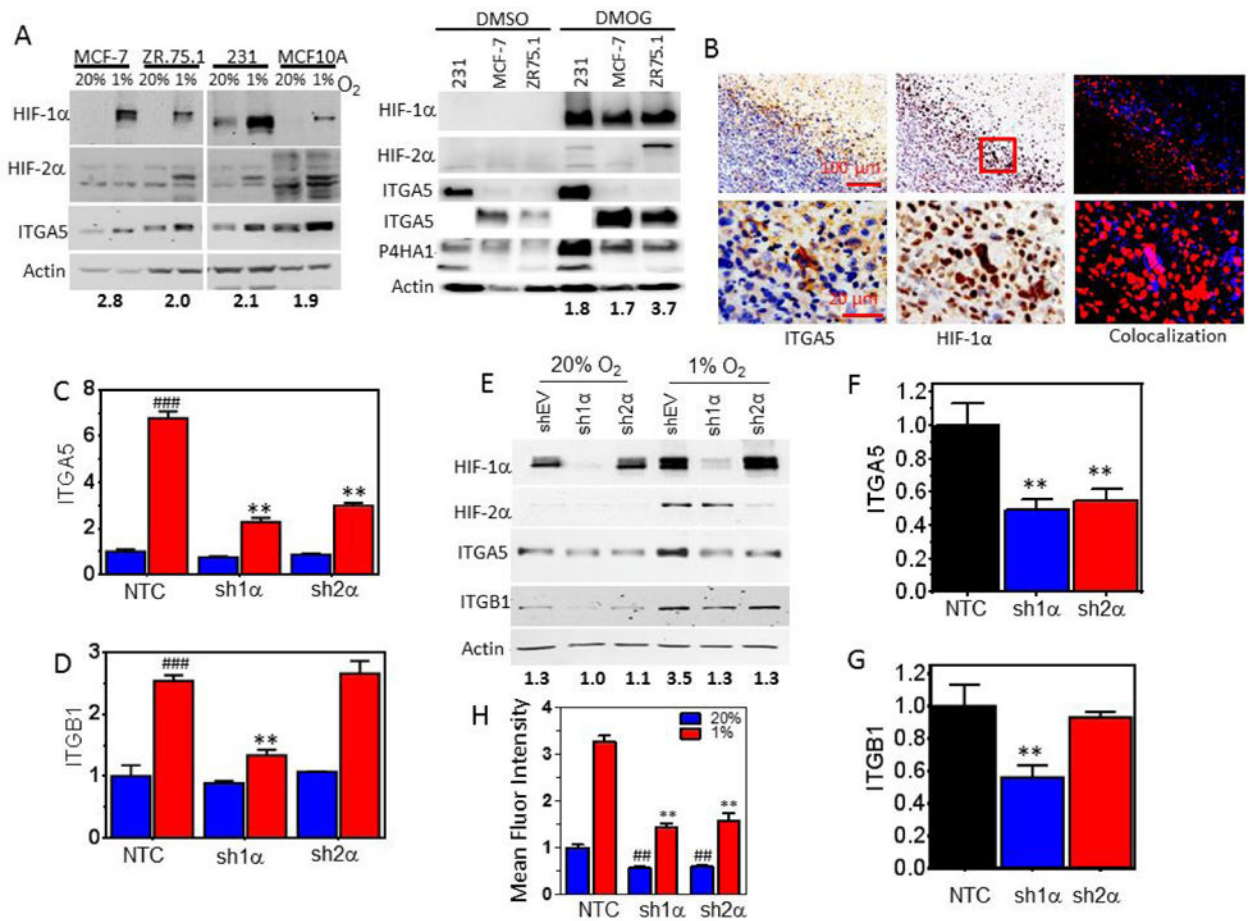 A
MCF-7 ZR.75.1 231 MCF10A
20% 1% 20% 1% 20% 1% 20% 1% O2
HIF-1α
HIF-2α
ITGA5
Actin
2.8 2.0 2.1 1.9
DMSO DMOG
231 MCF-7 ZR75.1 231 MCF-7 ZR75.1
HIF-1α
HIF-2α
ITGA5
ITGA5
P4HA1
Actin
1.8 1.7 3.7
B
100 µm
20 µm
ITGA5 HIF-1α Colocalization
C
ITGA5
8
6
4
2
0
###
**
**
NTC sh1α sh2α
D
ITGB1
3
2
1
0
###
**
NTC sh1α sh2α
E
20% O2 1% O2
shEV sh1α sh2α shEV sh1α sh2α
HIF-1α
HIF-2α
ITGA5
ITGB1
Actin
1.3 1.0 1.1 3.5 1.3 1.3
H
Mean Fluor Intensity
4
3
2
1
0
20%
1%
##
**
##
**
NTC sh1α sh2α
F
ITGA5
1.2
1.0
0.8
0.6
0.4
0.2
0.0
**
**
NTC sh1α sh2α
G
ITGB1
1.2
1.0
0.8
0.6
0.4
0.2
0.0
**
NTC sh1α sh2α